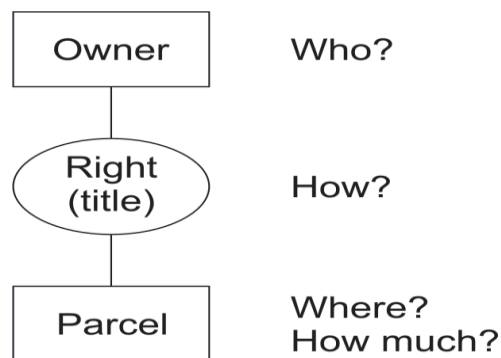 Owner
Who?
Right
(title)
How?
Parcel
Where?
How much?